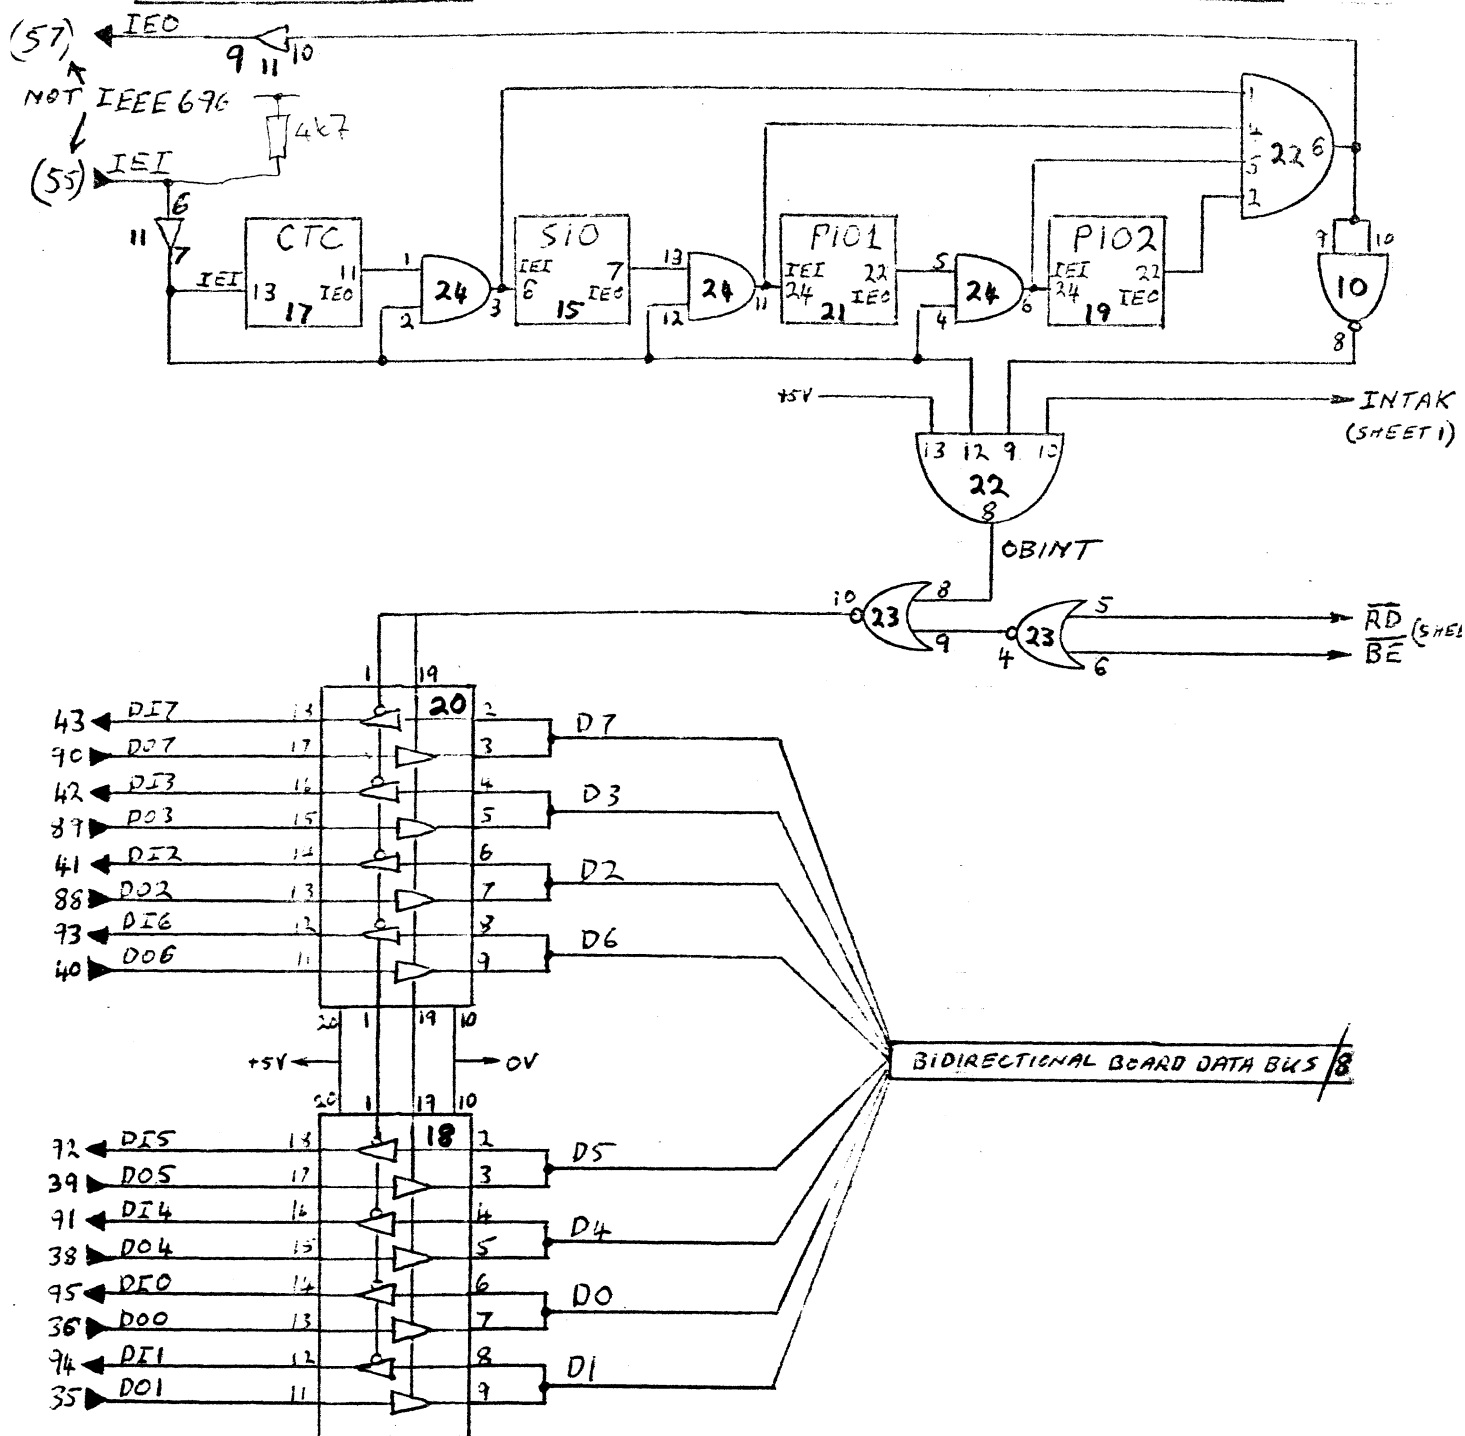 (57) IEO 9 11 10
NOT IEEE 696
4k7
(55) IEI
6
11
7
IEI 13 CTC 11 IEO 17
1 2 24 3
SIO IEI 8 7 IEO 15
13 12 24 11
PIO1 IEI 24 22 IEO 21
5 4 24 6
PIO2 IEI 24 22 IEO 19
1 4 5 2 22 6
9 10
10
8
+5V
13 12 9 10
22
8
INTAK
(SHEET 1)
OBINT
10 23 8 9
4 23 5 6
RD
BE
1 19
20
43 DI7 18 2 D7
90 DO7 17 3
42 DI3 16 4 D3
89 DO3 15 5
41 DI2 14 6 D2
88 DO2 13 7
93 DI6 12 8 D6
40 DO6 11 9
20 1 19 10
+5V 0V
20 1 19 10
18
92 DI5 18 2 D5
39 DO5 17 3
91 DI4 16 4 D4
38 DO4 15 5
95 DI0 14 6 D0
36 DO0 13 7
94 DI1 12 8 D1
35 DO1 11 9
BIDIRECTIONAL BOARD DATA BUS /8